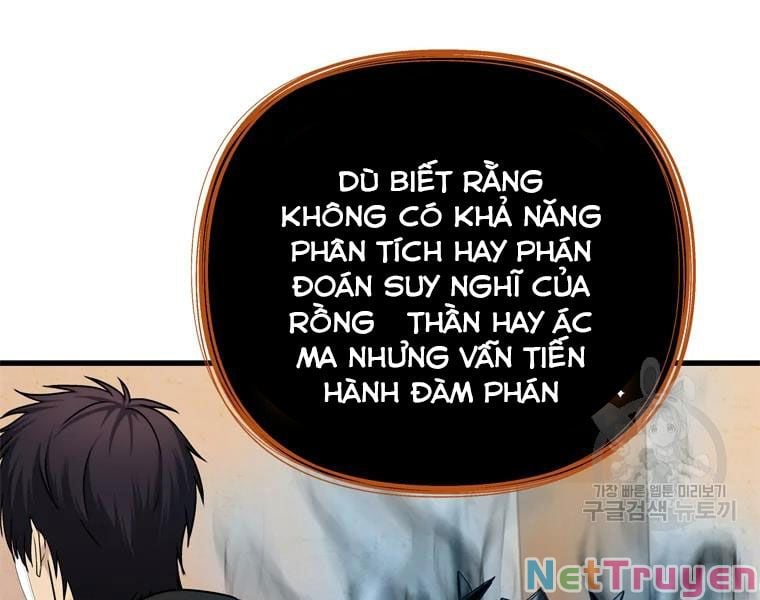 DÙ BIẾT RẰNG
KHÔNG CÓ KHẢ NĂNG
PHÂN TÍCH HAY PHÁN
ĐOÁN SUY NGHĨ CỦA
RỒNG THẦN HAY ÁC
MA NHƯNG VẪN TIẾN
HÀNH ĐÀM PHÁN
가장 빠른 웹툰 미리보기
구글검색 뉴토끼
NetTruyen